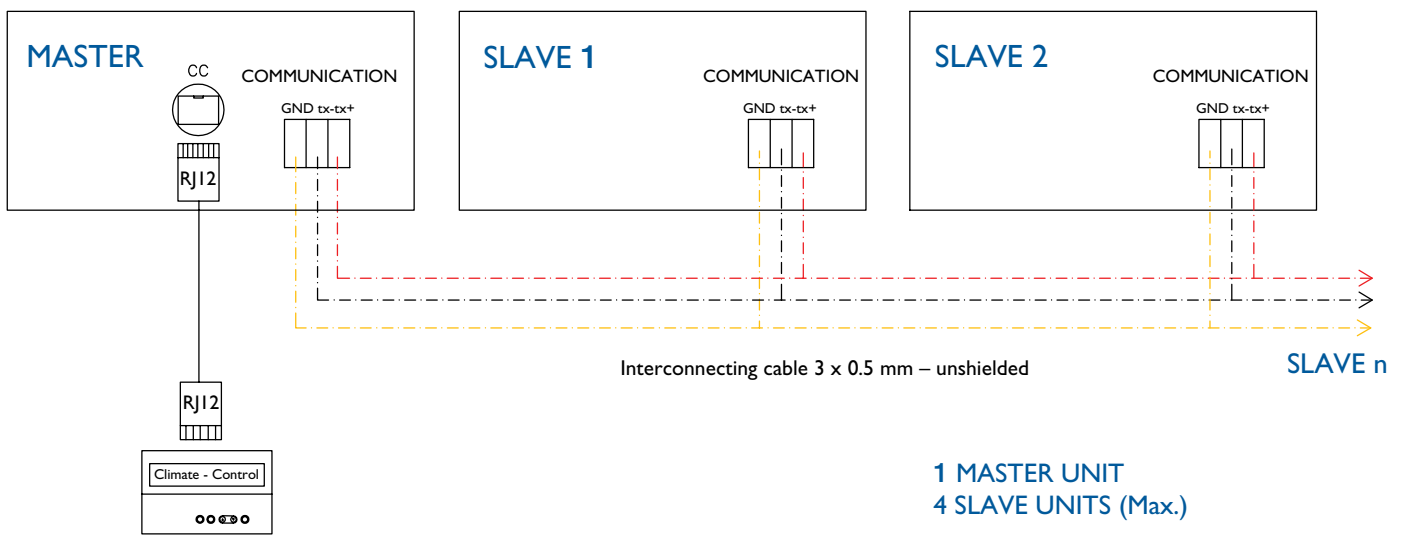 MASTER
CC
COMMUNICATION
GND tx-tx+
RJ12
SLAVE 1
COMMUNICATION
GND tx-tx+
SLAVE 2
COMMUNICATION
GND tx-tx+
Interconnecting cable 3 x 0.5 mm – unshielded
SLAVE n
RJ12
Climate - Control
1 MASTER UNIT
4 SLAVE UNITS (Max.)